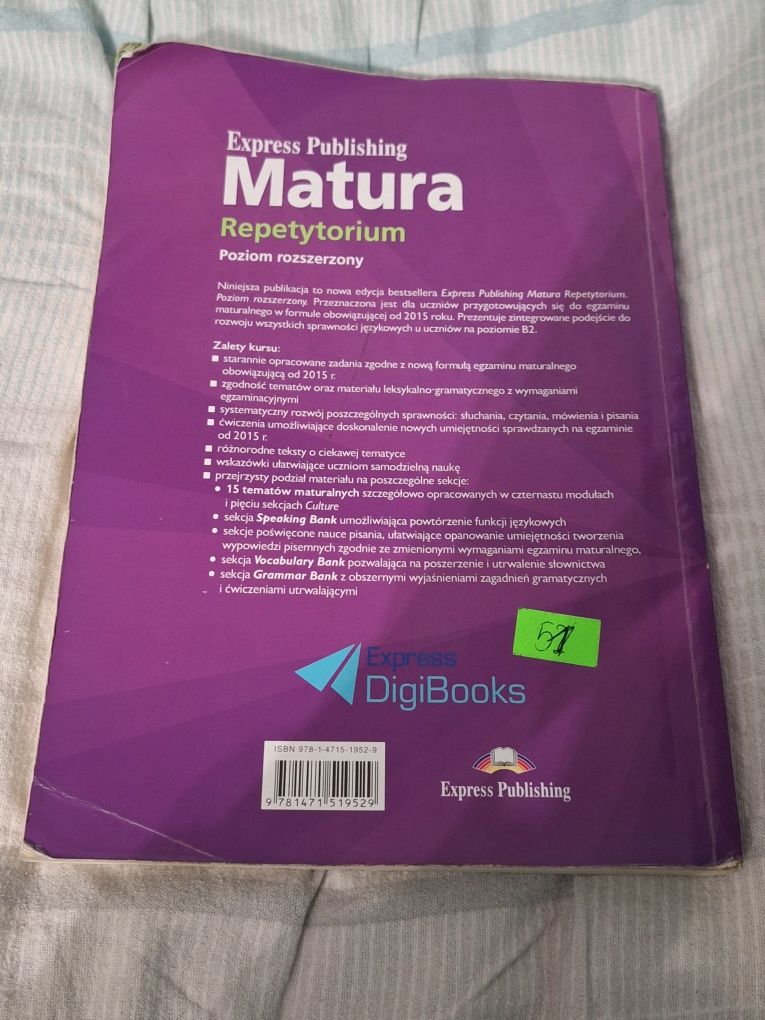 Express Publishing
Matura
Repetytorium
Poziom rozszerzony
Niniejsza publikacja to nowa edycja bestsellera Express Publishing Matura Repetytorium.
Poziom rozszerzony. Przeznaczona jest dla uczniów przygotowujących się do egzaminu
maturalnego w formule obowiązującej od 2015 roku. Prezentuje zintegrowane podejście do
rozwoju wszystkich sprawności językowych u uczniów na poziomie B2.
Zalety kursu:
■ starannie opracowane zadania zgodne z nową formułą egzaminu maturalnego
obowiązującą od 2015 r.
■ zgodność tematów oraz materiału leksykalno-gramatycznego z wymaganiami
egzaminacyjnymi
■ systematyczny rozwój poszczególnych sprawności: słuchania, czytania, mówienia i pisania
■ ćwiczenia umożliwiające doskonalenie nowych umiejętności sprawdzanych na egzaminie
od 2015 r.
■ różnorodne teksty o ciekawej tematyce
■ wskazówki ułatwiające uczniom samodzielną naukę
■ przejrzysty podział materiału na poszczególne sekcje:
• 15 tematów maturalnych szczegółowo opracowanych w czternastu modułach
i pięciu sekcjach Culture
• sekcja Speaking Bank umożliwiająca powtórzenie funkcji językowych
• sekcje poświęcone nauce pisania, ułatwiające opanowanie umiejętności tworzenia
wypowiedzi pisemnych zgodnie ze zmienionymi wymaganiami egzaminu maturalnego,
• sekcja Vocabulary Bank pozwalająca na poszerzenie i utrwalenie słownictwa
• sekcja Grammar Bank z obszernymi wyjaśnieniami zagadnień gramatycznych
i ćwiczeniami utrwalającymi
Express
DigiBooks
ISBN 978-1-4715-1952-9
9 781471 519529
Express Publishing